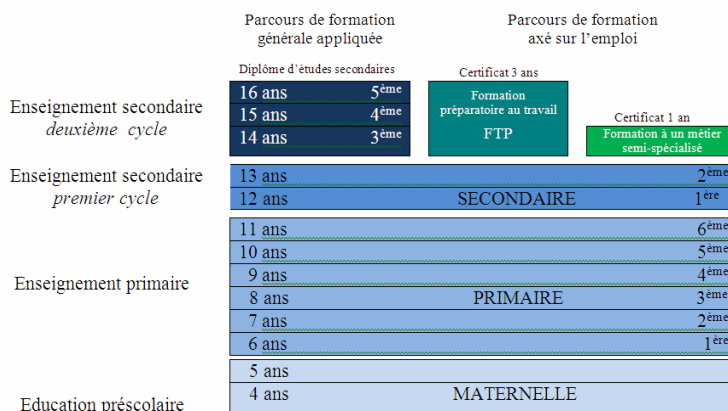 Parcours de formation
générale appliquée
Parcours de formation
axé sur l'emploi
Diplôme d'études secondaires
Certificat 3 ans
Certificat 1 an
Enseignement secondaire
deuxième cycle
16 ans 5ème
15 ans 4ème
14 ans 3ème
Formation
préparatoire au travail
FTP
Formation à un métier
semi-spécialisé
Enseignement secondaire
premier cycle
13 ans 2ème
12 ans SECONDAIRE 1ère
Enseignement primaire
11 ans 6ème
10 ans 5ème
9 ans 4ème
8 ans PRIMAIRE 3ème
7 ans 2ème
6 ans 1ère
5 ans
4 ans MATERNELLE
Education préscolaire